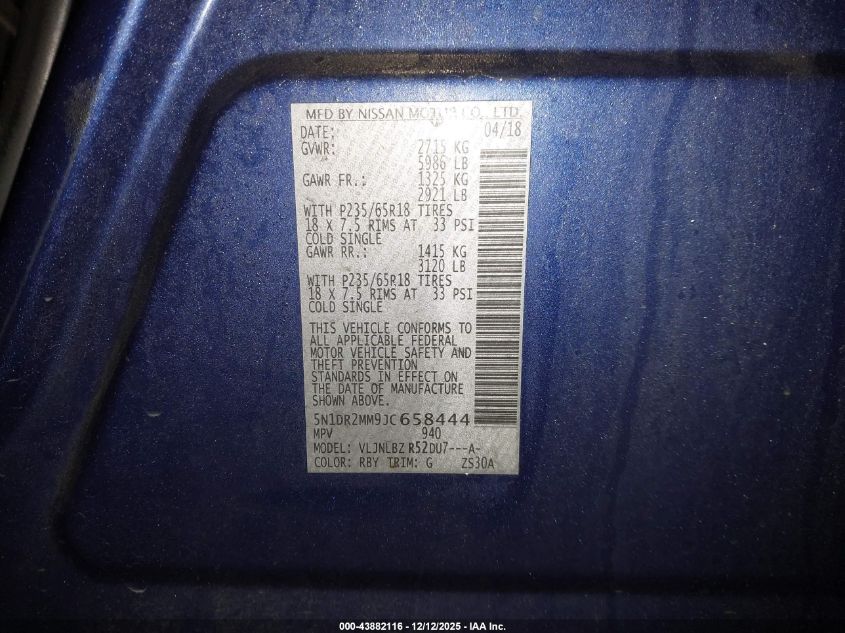 MFD BY NISSAN MOTOR CO., LTD.
DATE: 04/18
GVWR: 2715 KG
5986 LB
GAWR FR.: 1325 KG
2921 LB
WITH P235/65R18 TIRES
18 X 7.5 RIMS AT 33 PSI
COLD SINGLE
GAWR RR.: 1415 KG
3120 LB
WITH P235/65R18 TIRES
18 X 7.5 RIMS AT 33 PSI
COLD SINGLE
THIS VEHICLE CONFORMS TO
ALL APPLICABLE FEDERAL
MOTOR VEHICLE SAFETY AND
THEFT PREVENTION
STANDARDS IN EFFECT ON
THE DATE OF MANUFACTURE
SHOWN ABOVE.
5N1DR2MM9JC658444
MPV 940
MODEL: VLJNLBZ R52DU7---A-
COLOR: RBY TRIM: G ZS30A
000-43882116 - 12/12/2025 - IAA Inc.